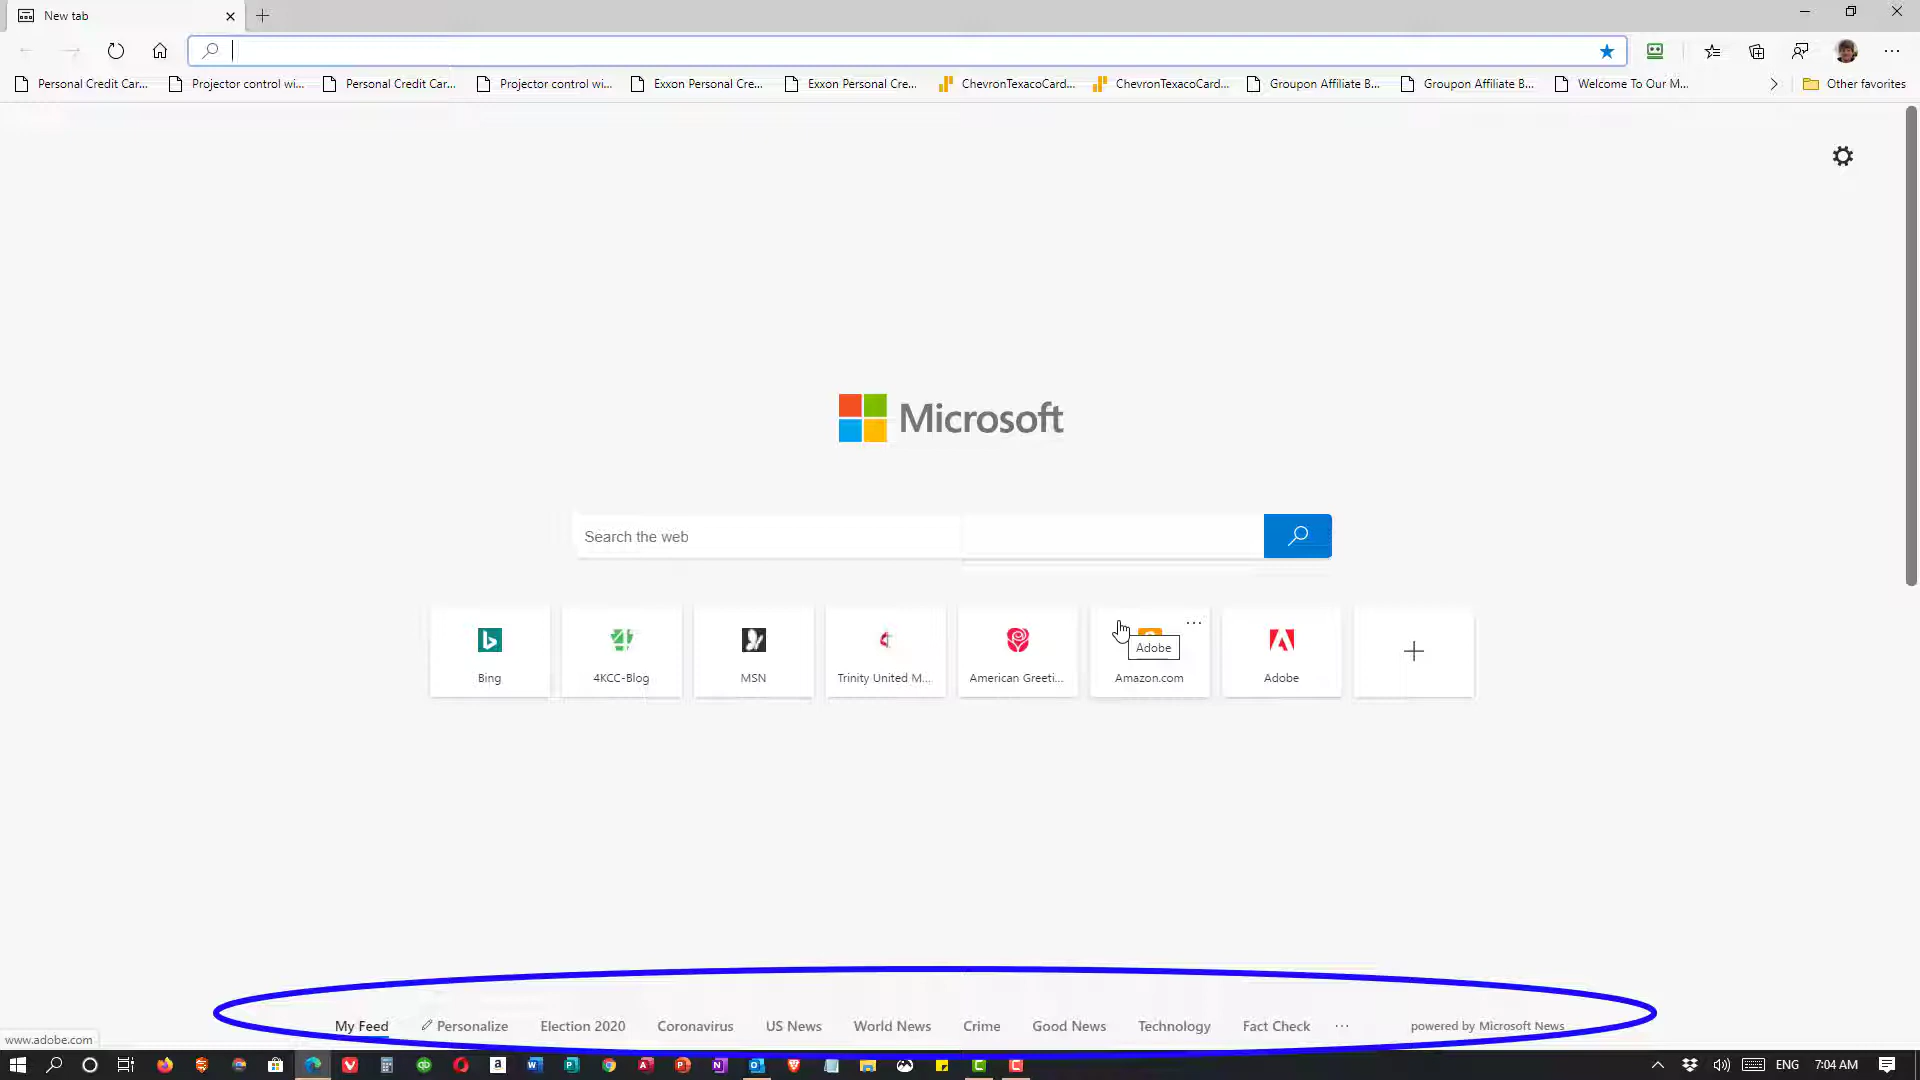 New tab
Personal Credit Car... Projector control wi... Personal Credit Car... Projector control wi... Exxon Personal Cre... Exxon Personal Cre... ChevronTexacoCard... ChevronTexacoCard... Groupon Affiliate B... Groupon Affiliate B... Welcome To Our M... Other favorites
Microsoft
Search the web
Adobe
Bing 4KCC-Blog MSN Trinity United M... American Greeti... Amazon.com Adobe
My Feed Personalize Election 2020 Coronavirus US News World News Crime Good News Technology Fact Check ... powered by Microsoft News
www.adobe.com
ENG 7:04 AM